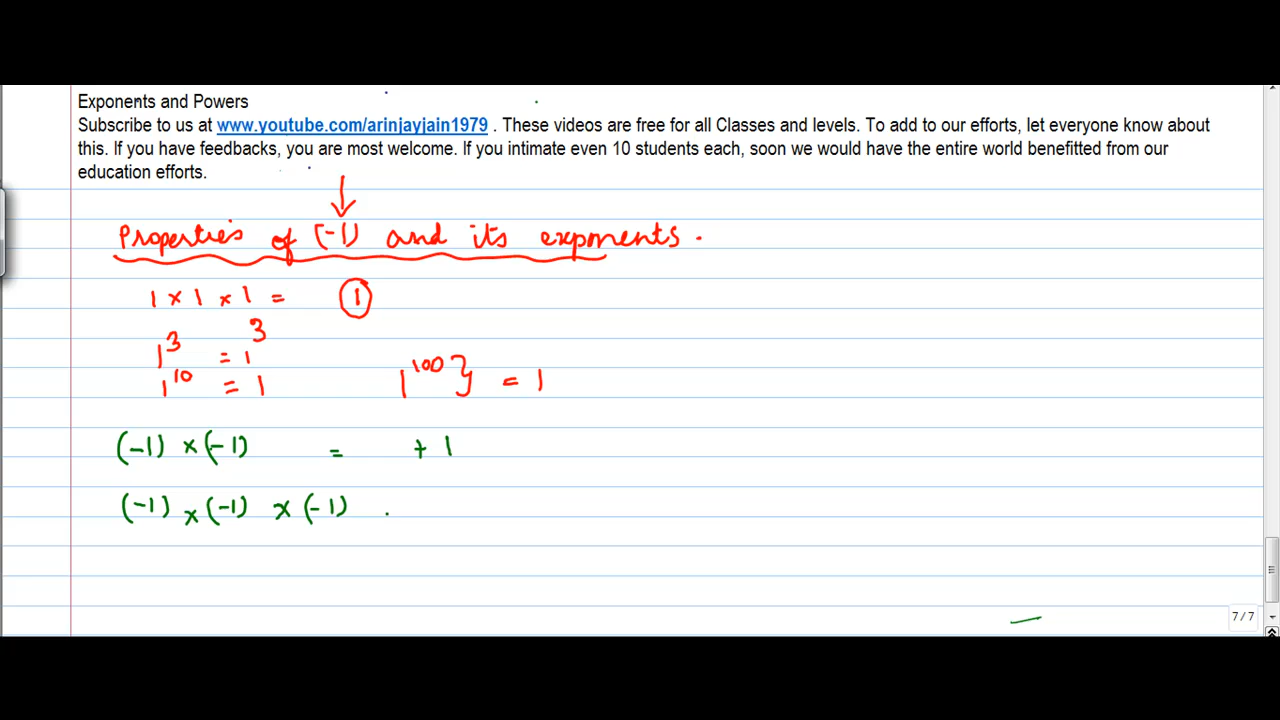 Exponents and Powers
Subscribe to us at www.youtube.com/arinjayjain1979 . These videos are free for all Classes and levels. To add to our efforts, let everyone know about
this. If you have feedbacks, you are most welcome. If you intimate even 10 students each, soon we would have the entire world benefitted from our
education efforts.
Properties of (-1) and its exponents.
1 x 1 x 1 = 1
1³ = 1³
1¹⁰ = 1 1¹⁰⁰} = 1
(-1) x (-1) = + 1
(-1) x (-1) x (-1)
7/7